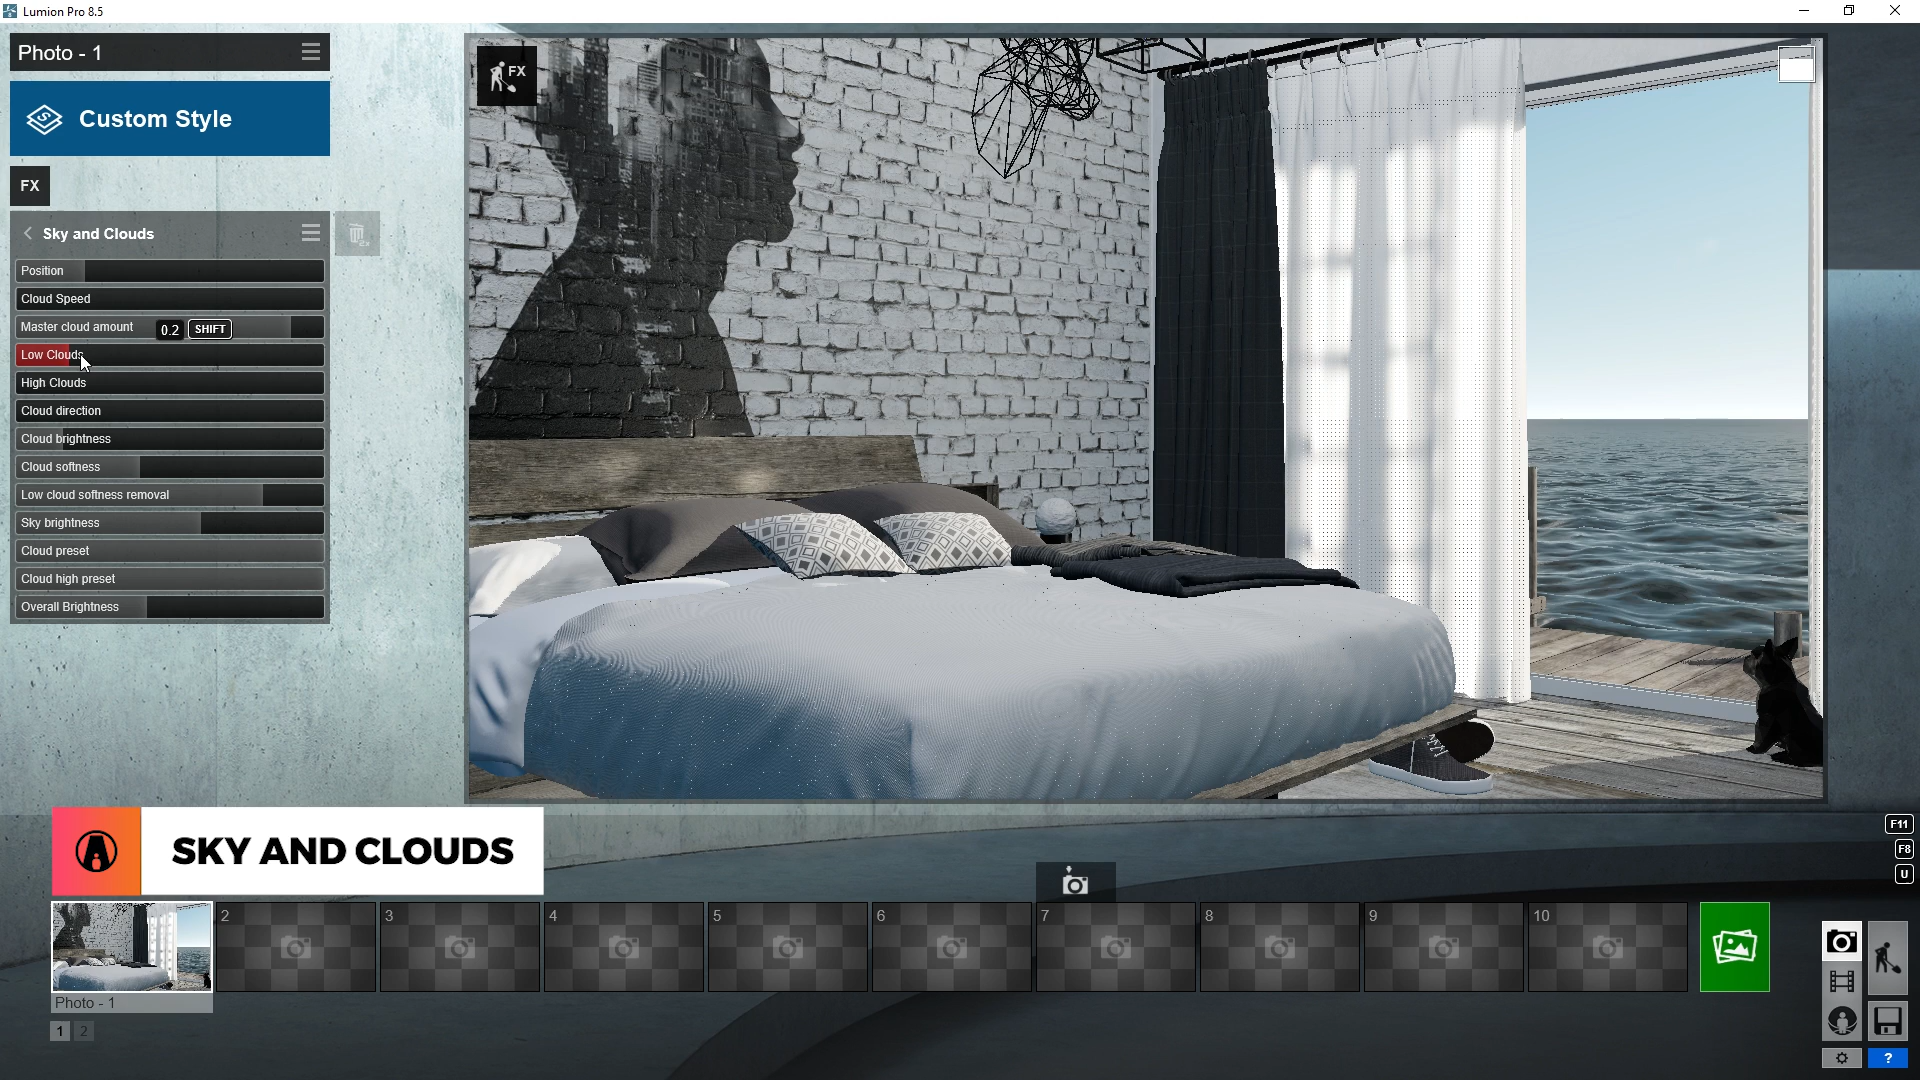 Lumion Pro 8.5
Photo - 1
Custom Style
FX
FX
Sky and Clouds
Position
Cloud Speed
Master cloud amount
0.2 SHIFT
Low Clouds
High Clouds
Cloud direction
Cloud brightness
Cloud softness
Low cloud softness removal
Sky brightness
Cloud preset
Cloud high preset
Overall Brightness
SKY AND CLOUDS
F11
F8
U
2 3 4 5 6 7 8 9 10
Photo - 1
1 2
?